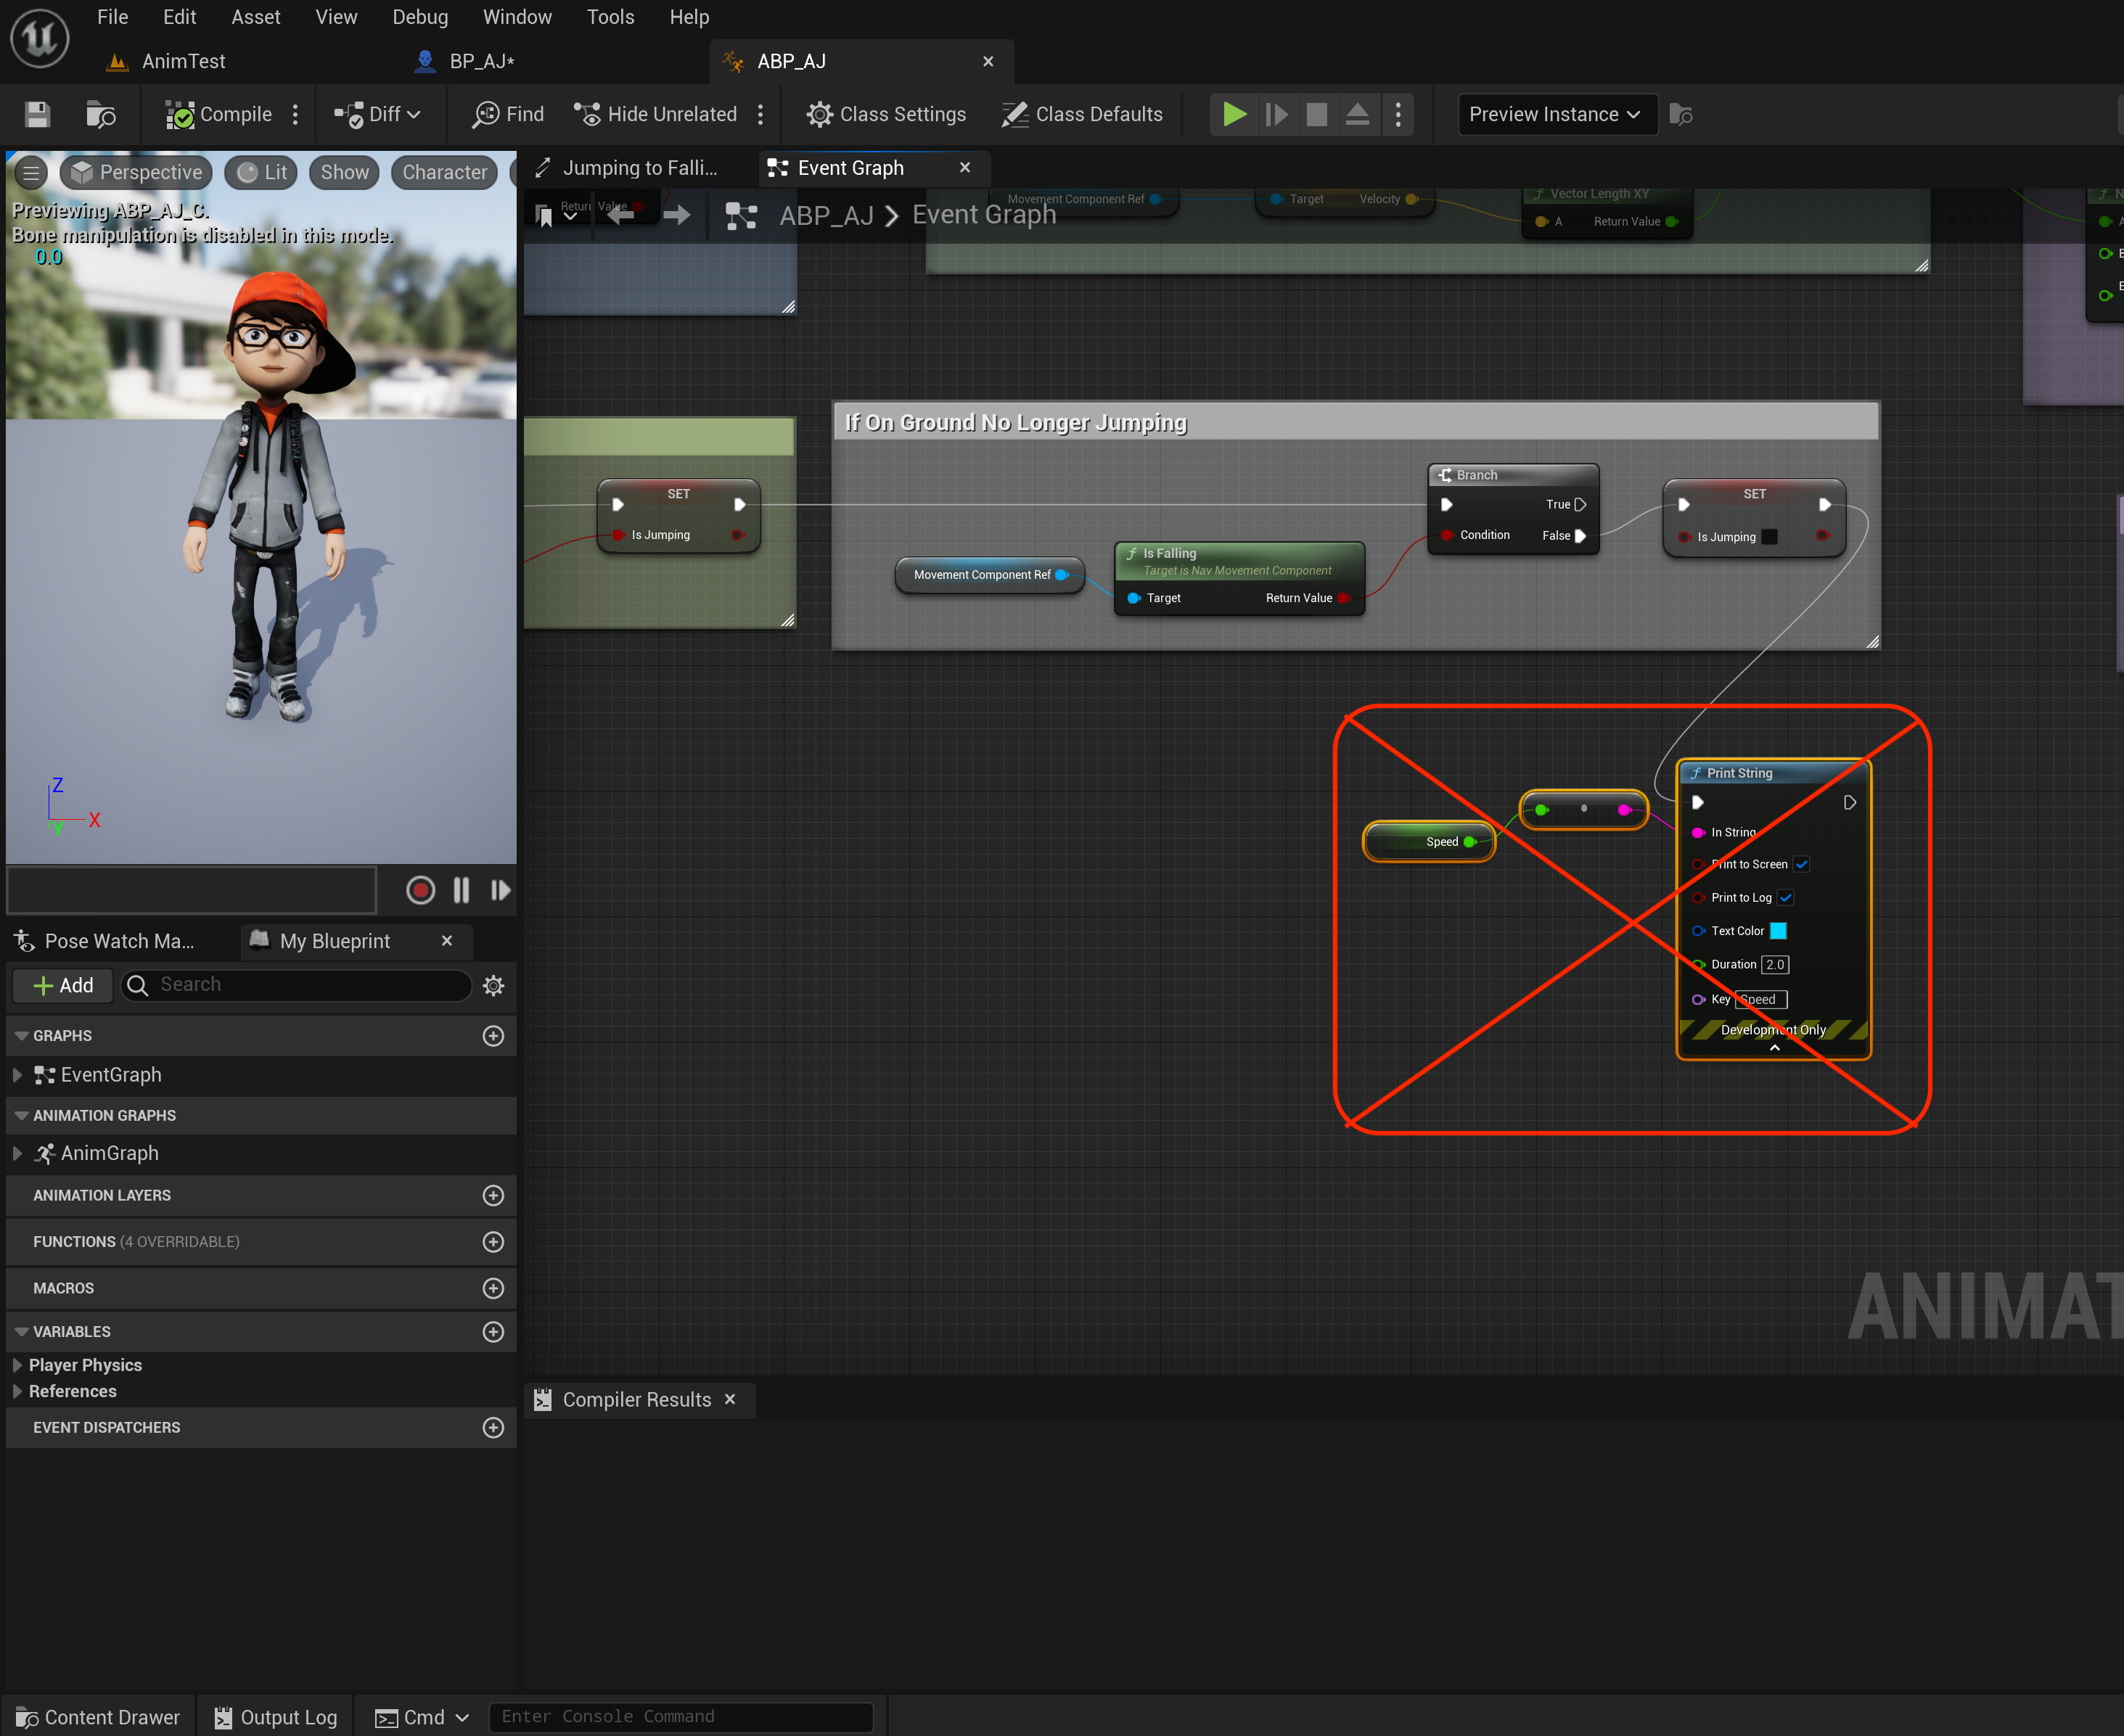 File Edit Asset View Debug Window Tools Help
AnimTest BP_AJ* ABP_AJ
Compile Diff Find Hide Unrelated Class Settings Class Defaults Preview Instance
Perspective Lit Show Character
Previewing ABP_AJ_C.
Bone manipulation is disabled in this mode.
0.0
Z
X
Y
Jumping to Falli... Event Graph
Return Value
ABP_AJ > Event Graph
Movement Component Ref
Target Velocity
Vector Length XY
A Return Value
If On Ground No Longer Jumping
SET
Is Jumping
Movement Component Ref
Is Falling
Target is Nav Movement Component
Target Return Value
Branch
True
Condition False
SET
Is Jumping
Speed
Print String
In String
Print to Screen
Print to Log
Text Color
Duration 2.0
Key Speed
Development Only
ANIMAT
Pose Watch Ma... My Blueprint
Add Search
GRAPHS
EventGraph
ANIMATION GRAPHS
AnimGraph
ANIMATION LAYERS
FUNCTIONS (4 OVERRIDABLE)
MACROS
VARIABLES
Player Physics
References
EVENT DISPATCHERS
Compiler Results
Content Drawer Output Log Cmd Enter Console Command